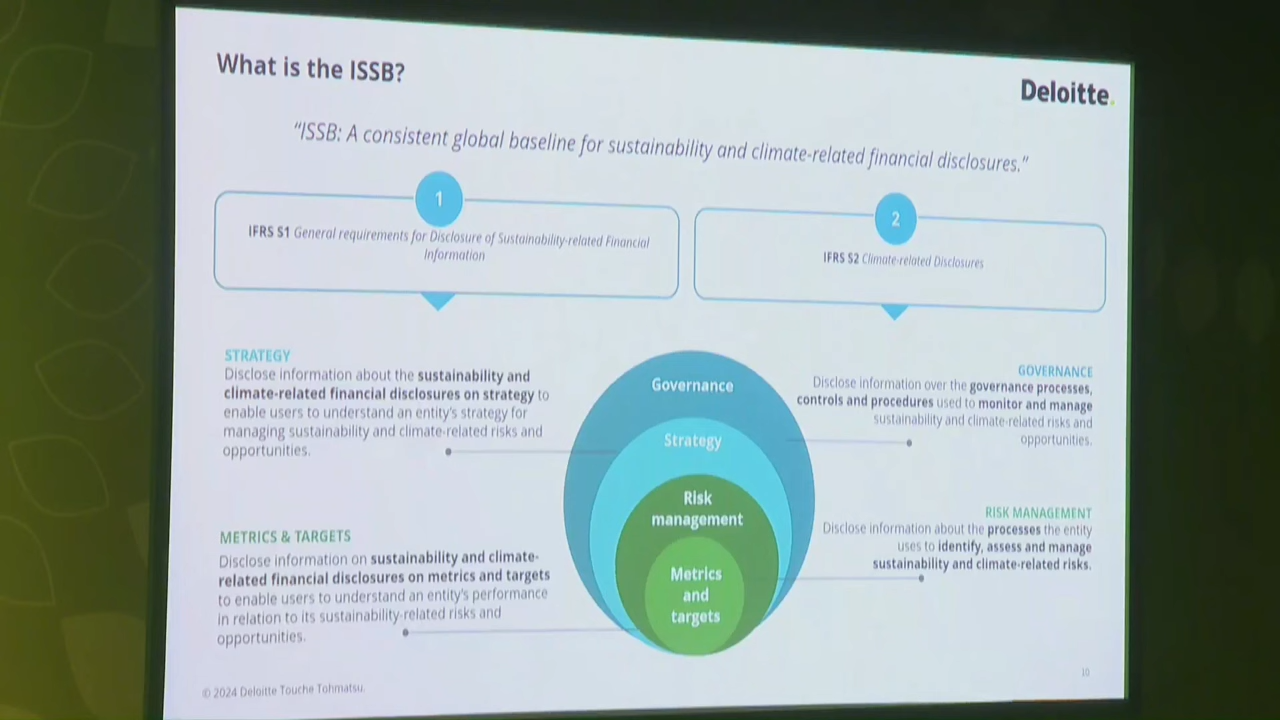 What is the ISSB?
Deloitte.
“ISSB: A consistent global baseline for sustainability and climate-related financial disclosures.”
1
IFRS S1 General requirements for Disclosure of Sustainability-related Financial
Information
2
IFRS S2 Climate-related Disclosures
STRATEGY
Disclose information about the sustainability and
climate-related financial disclosures on strategy to
enable users to understand an entity's strategy for
managing sustainability and climate-related risks and
opportunities.
METRICS & TARGETS
Disclose information on sustainability and climate-
related financial disclosures on metrics and targets
to enable users to understand an entity's performance
in relation to its sustainability-related risks and
opportunities.
Governance
Strategy
Risk
management
Metrics
and
targets
GOVERNANCE
Disclose information over the governance processes,
controls and procedures used to monitor and manage
sustainability and climate-related risks and
opportunities.
RISK MANAGEMENT
Disclose information about the processes the entity
uses to identify, assess and manage
sustainability and climate-related risks.
© 2024 Deloitte Touche Tohmatsu.
10